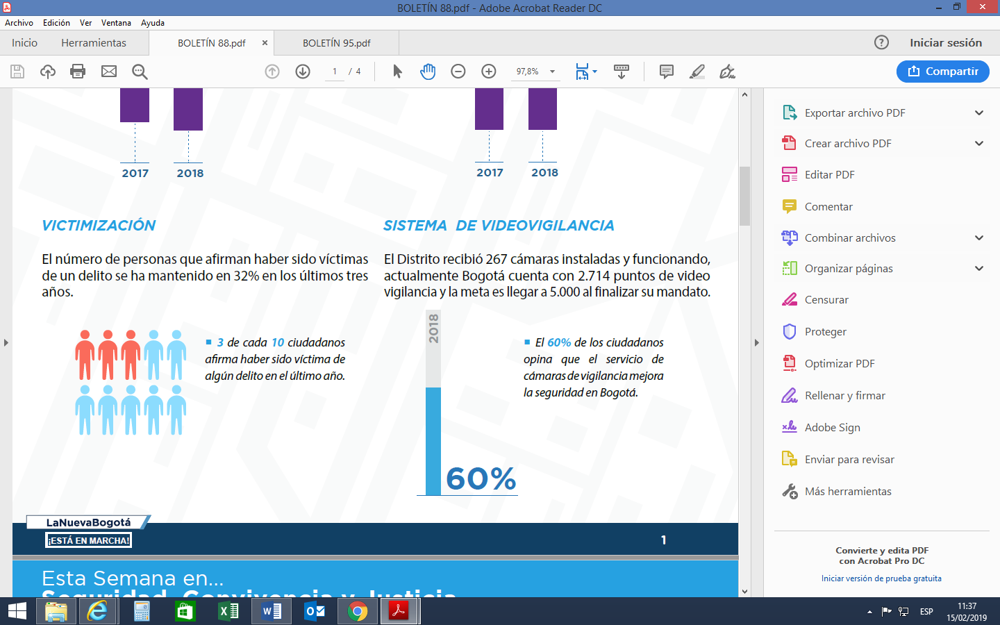 BOLETÍN 88.pdf - Adobe Acrobat Reader DC
Archivo Edición Ver Ventana Ayuda
Inicio Herramientas BOLETÍN 88.pdf × BOLETÍN 95.pdf ? Iniciar sesión
1 / 4 97,8% Compartir
2017 2018 2017 2018
VICTIMIZACIÓN
El número de personas que afirman haber sido víctimas
de un delito se ha mantenido en 32% en los últimos tres
años.
3 de cada 10 ciudadanos
afirma haber sido víctima de
algún delito en el último año.
SISTEMA DE VIDEOVIGILANCIA
El Distrito recibió 267 cámaras instaladas y funcionando,
actualmente Bogotá cuenta con 2.714 puntos de video
vigilancia y la meta es llegar a 5.000 al finalizar su mandato.
2018
El 60% de los ciudadanos
opina que el servicio de
cámaras de vigilancia mejora
la seguridad en Bogotá.
60%
LaNuevaBogotá
¡ESTÁ EN MARCHA!
1
Esta Semana en...
Seguridad, Convivencia y Justicia
Exportar archivo PDF
Crear archivo PDF
Editar PDF
Comentar
Combinar archivos
Organizar páginas
Censurar
Proteger
Optimizar PDF
Rellenar y firmar
Adobe Sign
Enviar para revisar
Más herramientas
Convierte y edita PDF
con Acrobat Pro DC
Iniciar versión de prueba gratuita
ESP
11:37
15/02/2019